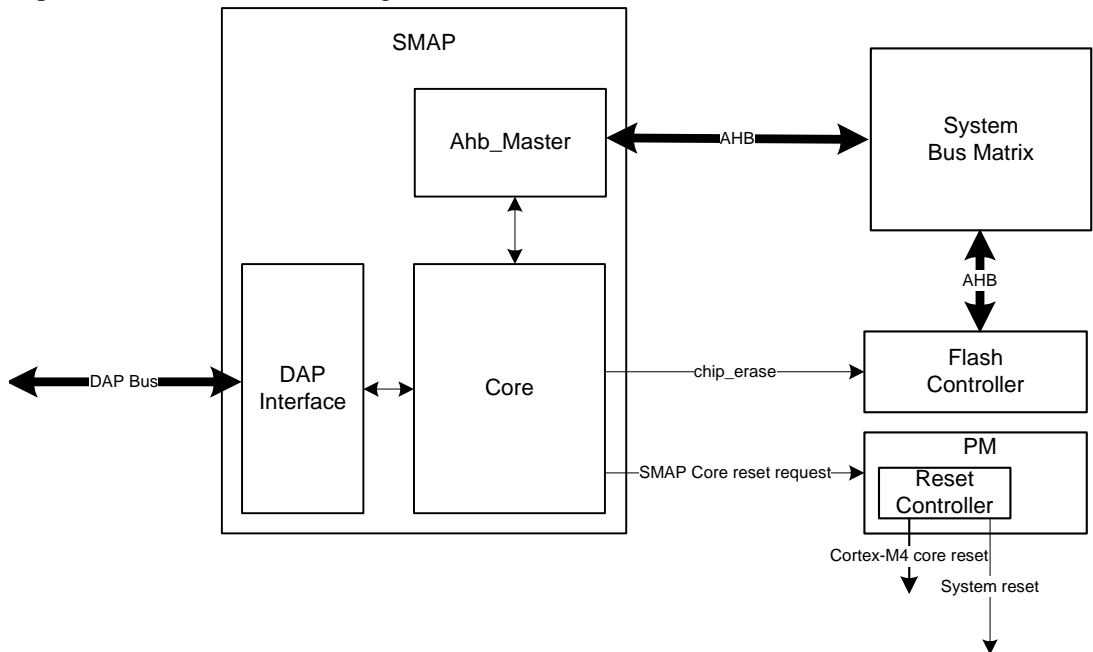 SMAP
Ahb_Master
AHB
System
Bus Matrix
AHB
DAP Bus
DAP
Interface
Core
chip_erase
Flash
Controller
SMAP Core reset request
PM
Reset
Controller
Cortex-M4 core reset
System reset